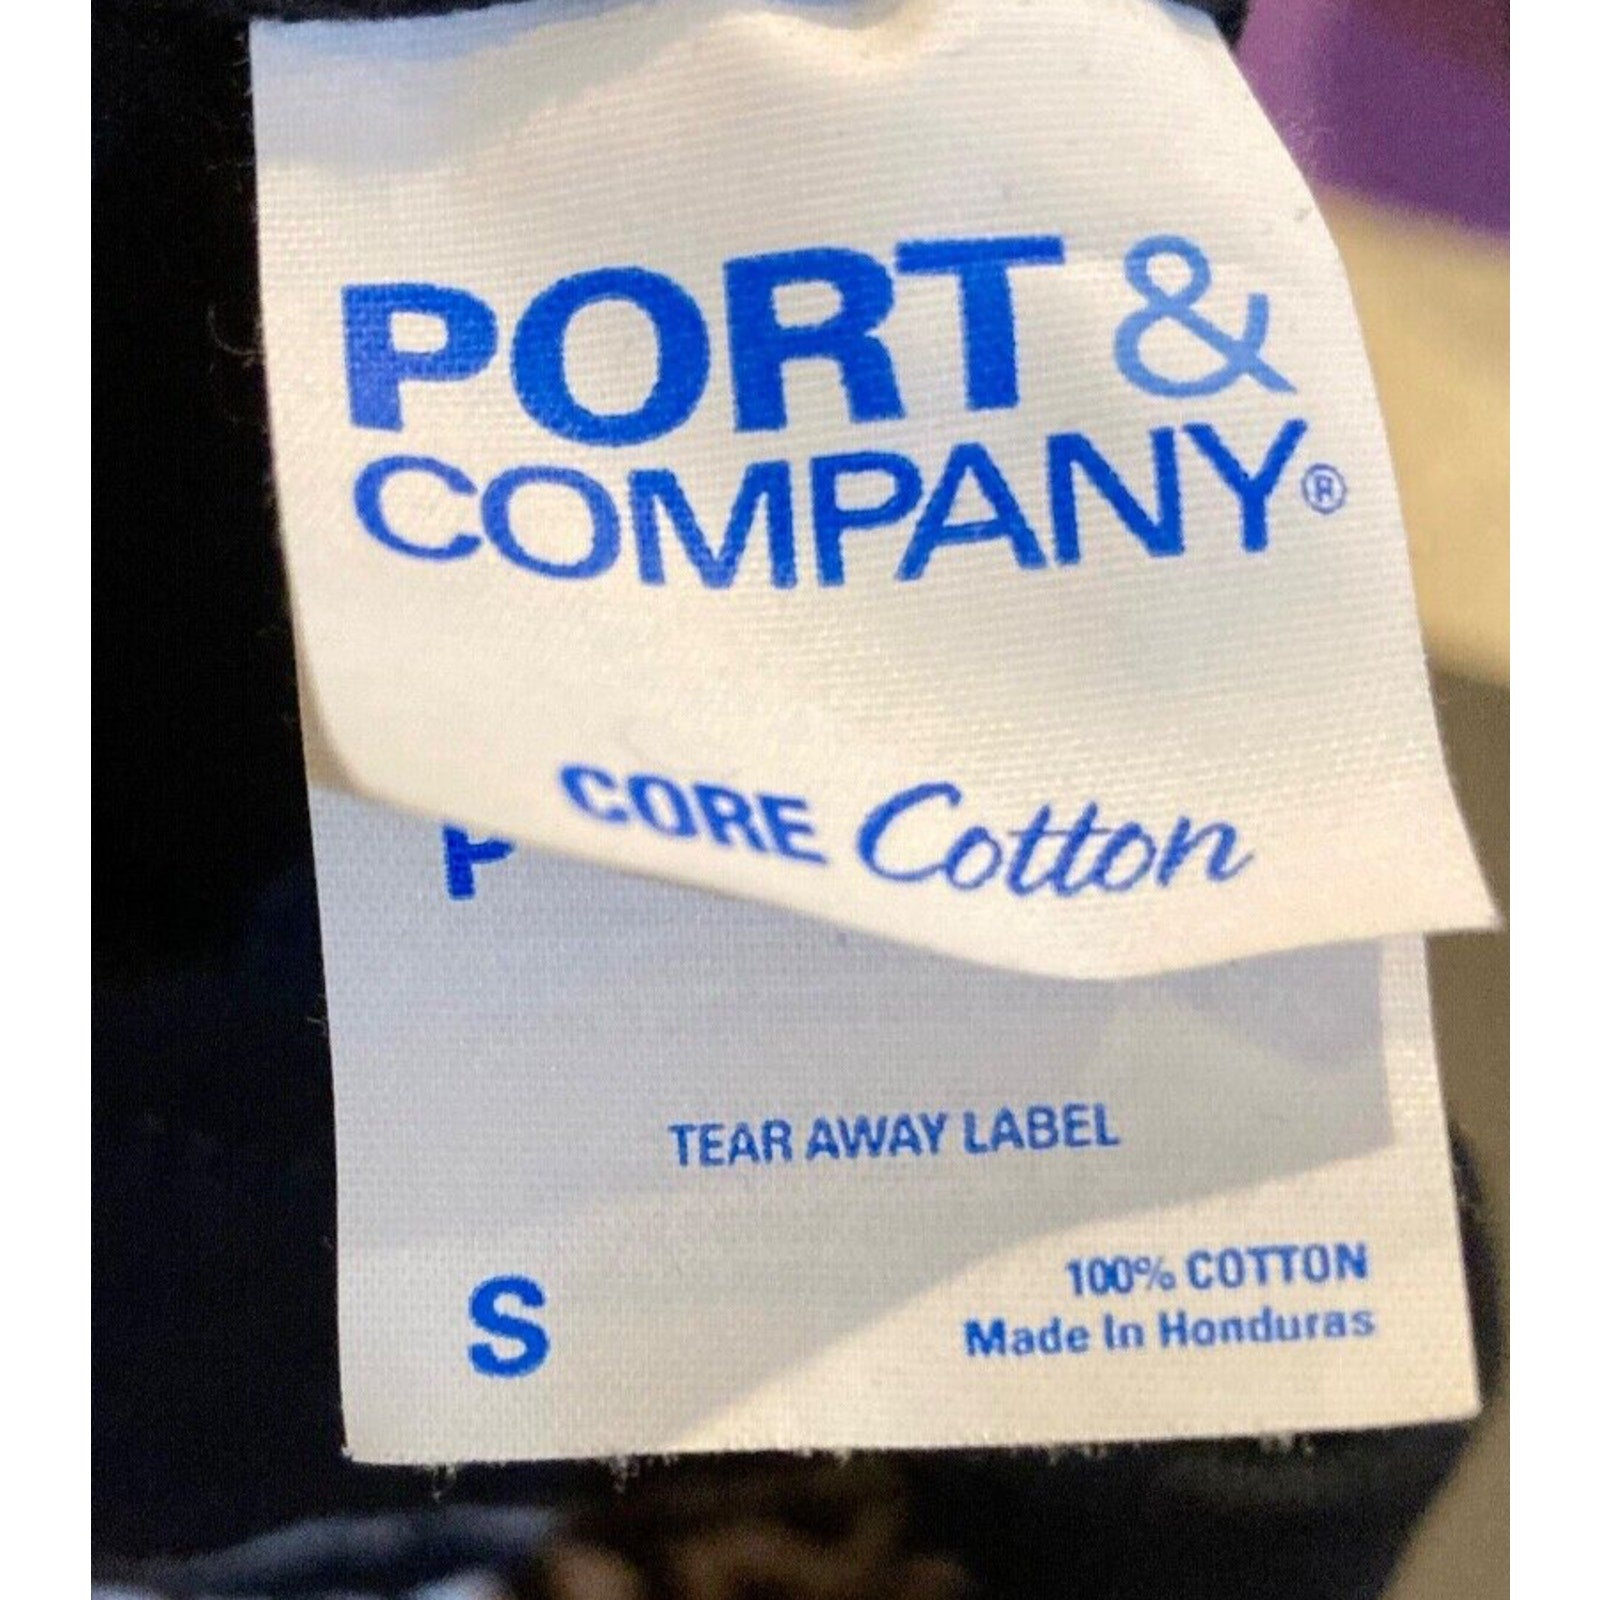 PORT &
COMPANY®
CORE Cotton
TEAR AWAY LABEL
S
100% COTTON
Made In Honduras